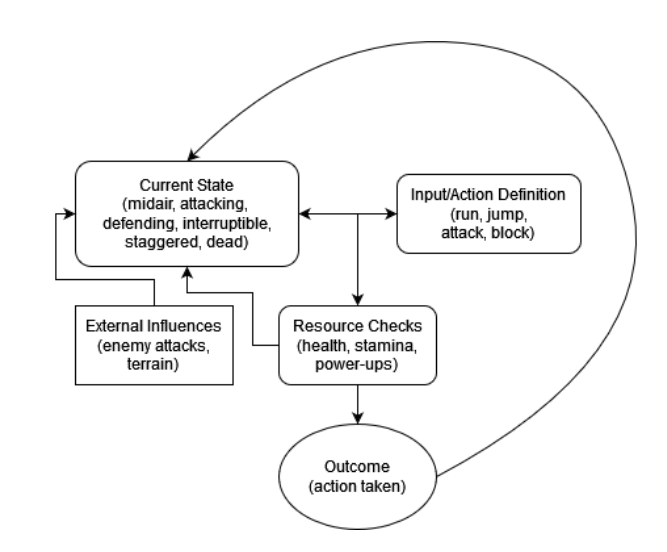 Current State
(midair, attacking,
defending, interruptible,
staggered, dead)
Input/Action Definition
(run, jump,
attack, block)
External Influences
(enemy attacks,
terrain)
Resource Checks
(health, stamina,
power-ups)
Outcome
(action taken)